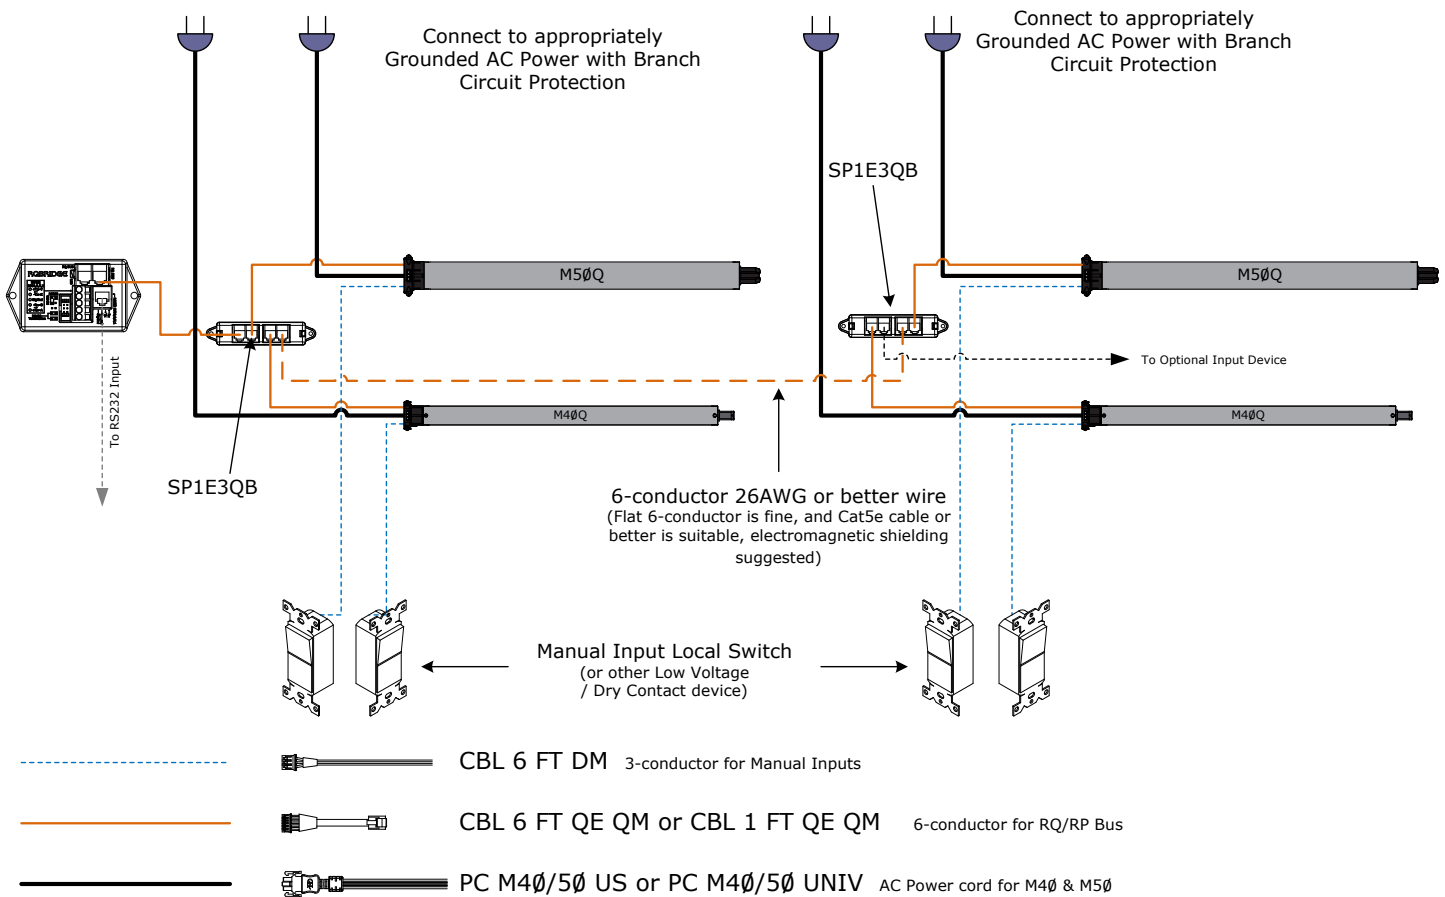 Connect to appropriately
Grounded AC Power with Branch
Circuit Protection
Connect to appropriately
Grounded AC Power with Branch
Circuit Protection
SP1E3QB
RQBRIDGE
M5Ø̸Q
M5Ø̸Q
To Optional Input Device
To RS232 Input
M4Ø̸Q
M4Ø̸Q
SP1E3QB
6-conductor 26AWG or better wire
(Flat 6-conductor is fine, and Cat5e cable or
better is suitable, electromagnetic shielding
suggested)
Manual Input Local Switch
(or other Low Voltage
/ Dry Contact device)
CBL 6 FT DM 3-conductor for Manual Inputs
CBL 6 FT QE QM or CBL 1 FT QE QM 6-conductor for RQ/RP Bus
PC M4Ø/5Ø US or PC M4Ø/5Ø UNIV AC Power cord for M4Ø & M5Ø